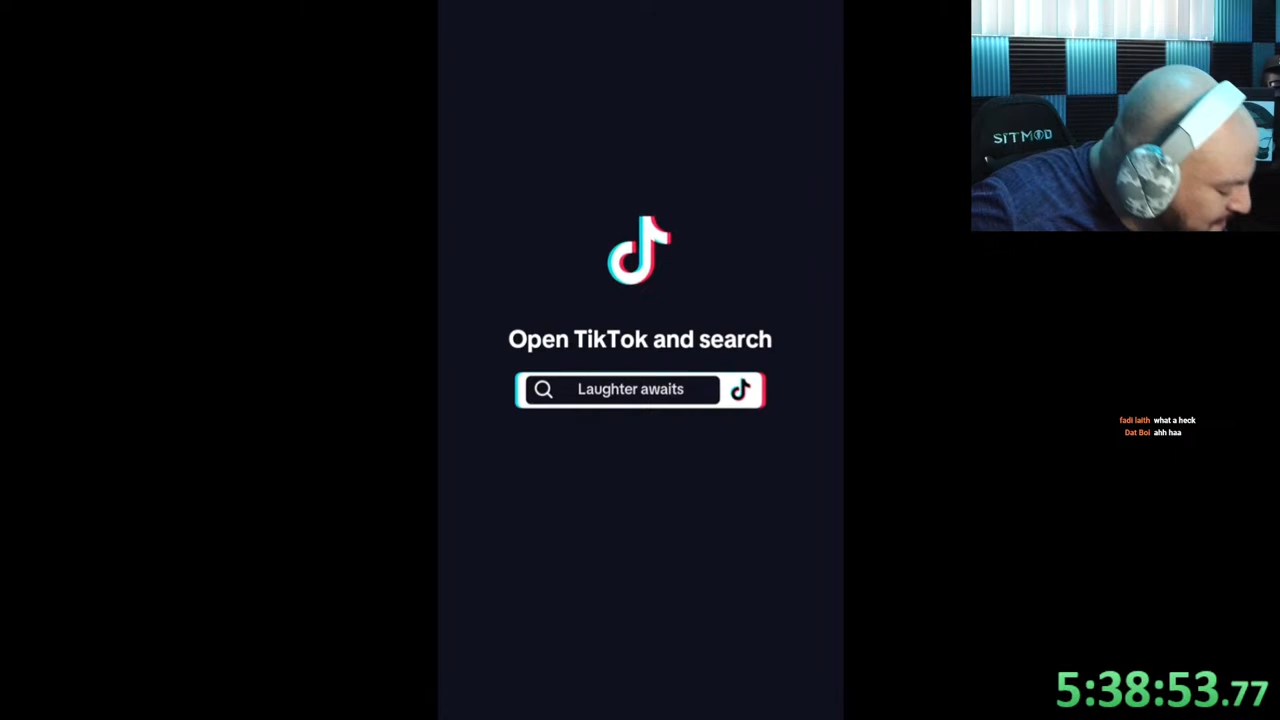 SITMOD
Open TikTok and search
Laughter awaits
fadi laith what a heck
Dat Boi ahh haa
5:38:53.77